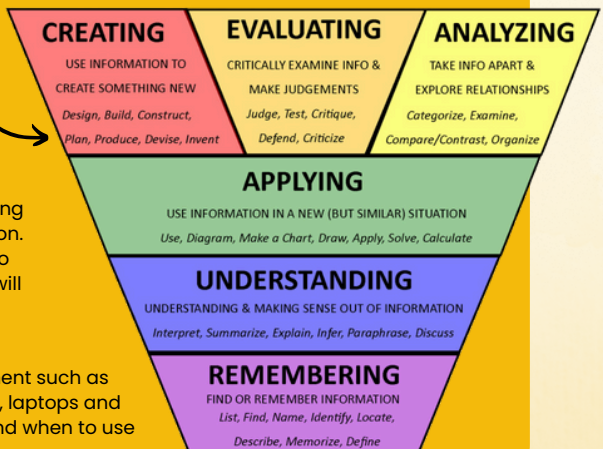 CREATING
USE INFORMATION TO
CREATE SOMETHING NEW
Design, Build, Construct,
Plan, Produce, Devise, Invent
EVALUATING
CRITICALLY EXAMINE INFO &
MAKE JUDGEMENTS
Judge, Test, Critique,
Defend, Criticize
ANALYZING
TAKE INFO APART &
EXPLORE RELATIONSHIPS
Categorize, Examine,
Compare/Contrast, Organize
APPLYING
USE INFORMATION IN A NEW (BUT SIMILAR) SITUATION
Use, Diagram, Make a Chart, Draw, Apply, Solve, Calculate
UNDERSTANDING
UNDERSTANDING & MAKING SENSE OUT OF INFORMATION
Interpret, Summarize, Explain, Infer, Paraphrase, Discuss
REMEMBERING
FIND OR REMEMBER INFORMATION
List, Find, Name, Identify, Locate,
Describe, Memorize, Define
ng
on.
o
will
ent such as
, laptops and
nd when to use